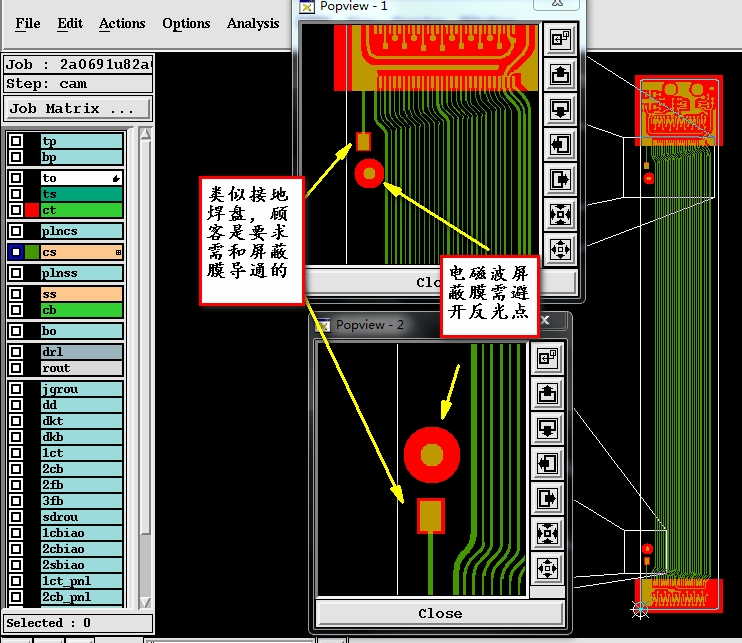 File Edit Actions Options Analysis
Job : 2a0691u82a
Step: cam
Job Matrix ...
tp
bp
to
ts
ct
plncs
cs
plnss
ss
cb
bo
drl
rout
jgrou
dd
dkt
dkb
1ct
2cb
2fb
3fb
sdrou
1cbiao
2cbiao
2sbiao
1ct_pnl
2cb_pnl
Selected : 0
Popview - 1
类似接地
焊盘，顾
客是要求
需和屏蔽
膜导通的
电磁波屏
蔽膜需避
开反光点
Popview - 2
Close